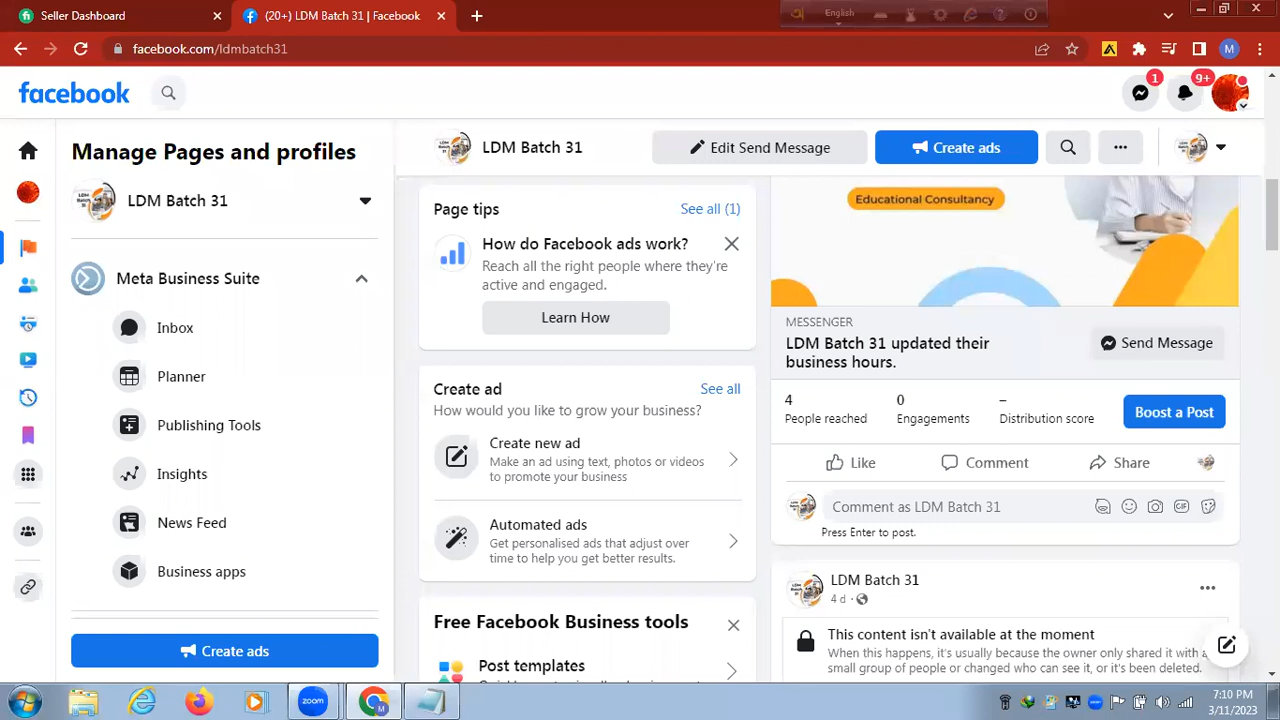 Seller Dashboard
(20+) LDM Batch 31 | Facebook
English
facebook.com/ldmbatch31
M
facebook
1
9+
Manage Pages and profiles
LDM Batch 31
Meta Business Suite
Inbox
Planner
Publishing Tools
Insights
News Feed
Business apps
Create ads
LDM Batch 31
Edit Send Message
Create ads
Page tips
See all (1)
How do Facebook ads work?
Reach all the right people where they're
active and engaged.
Learn How
Create ad
See all
How would you like to grow your business?
Create new ad
Make an ad using text, photos or videos
to promote your business
Automated ads
Get personalised ads that adjust over
time to help you get better results.
Free Facebook Business tools
Post templates
Educational Consultancy
MESSENGER
LDM Batch 31 updated their
business hours.
Send Message
4
People reached
0
Engagements
–
Distribution score
Boost a Post
Like
Comment
Share
Comment as LDM Batch 31
GIF
Press Enter to post.
LDM Batch 31
4 d ·
This content isn't available at the moment
When this happens, it's usually because the owner only shared it with a
small group of people or changed who can see it, or it's been deleted.
zoom
7:10 PM
3/11/2023